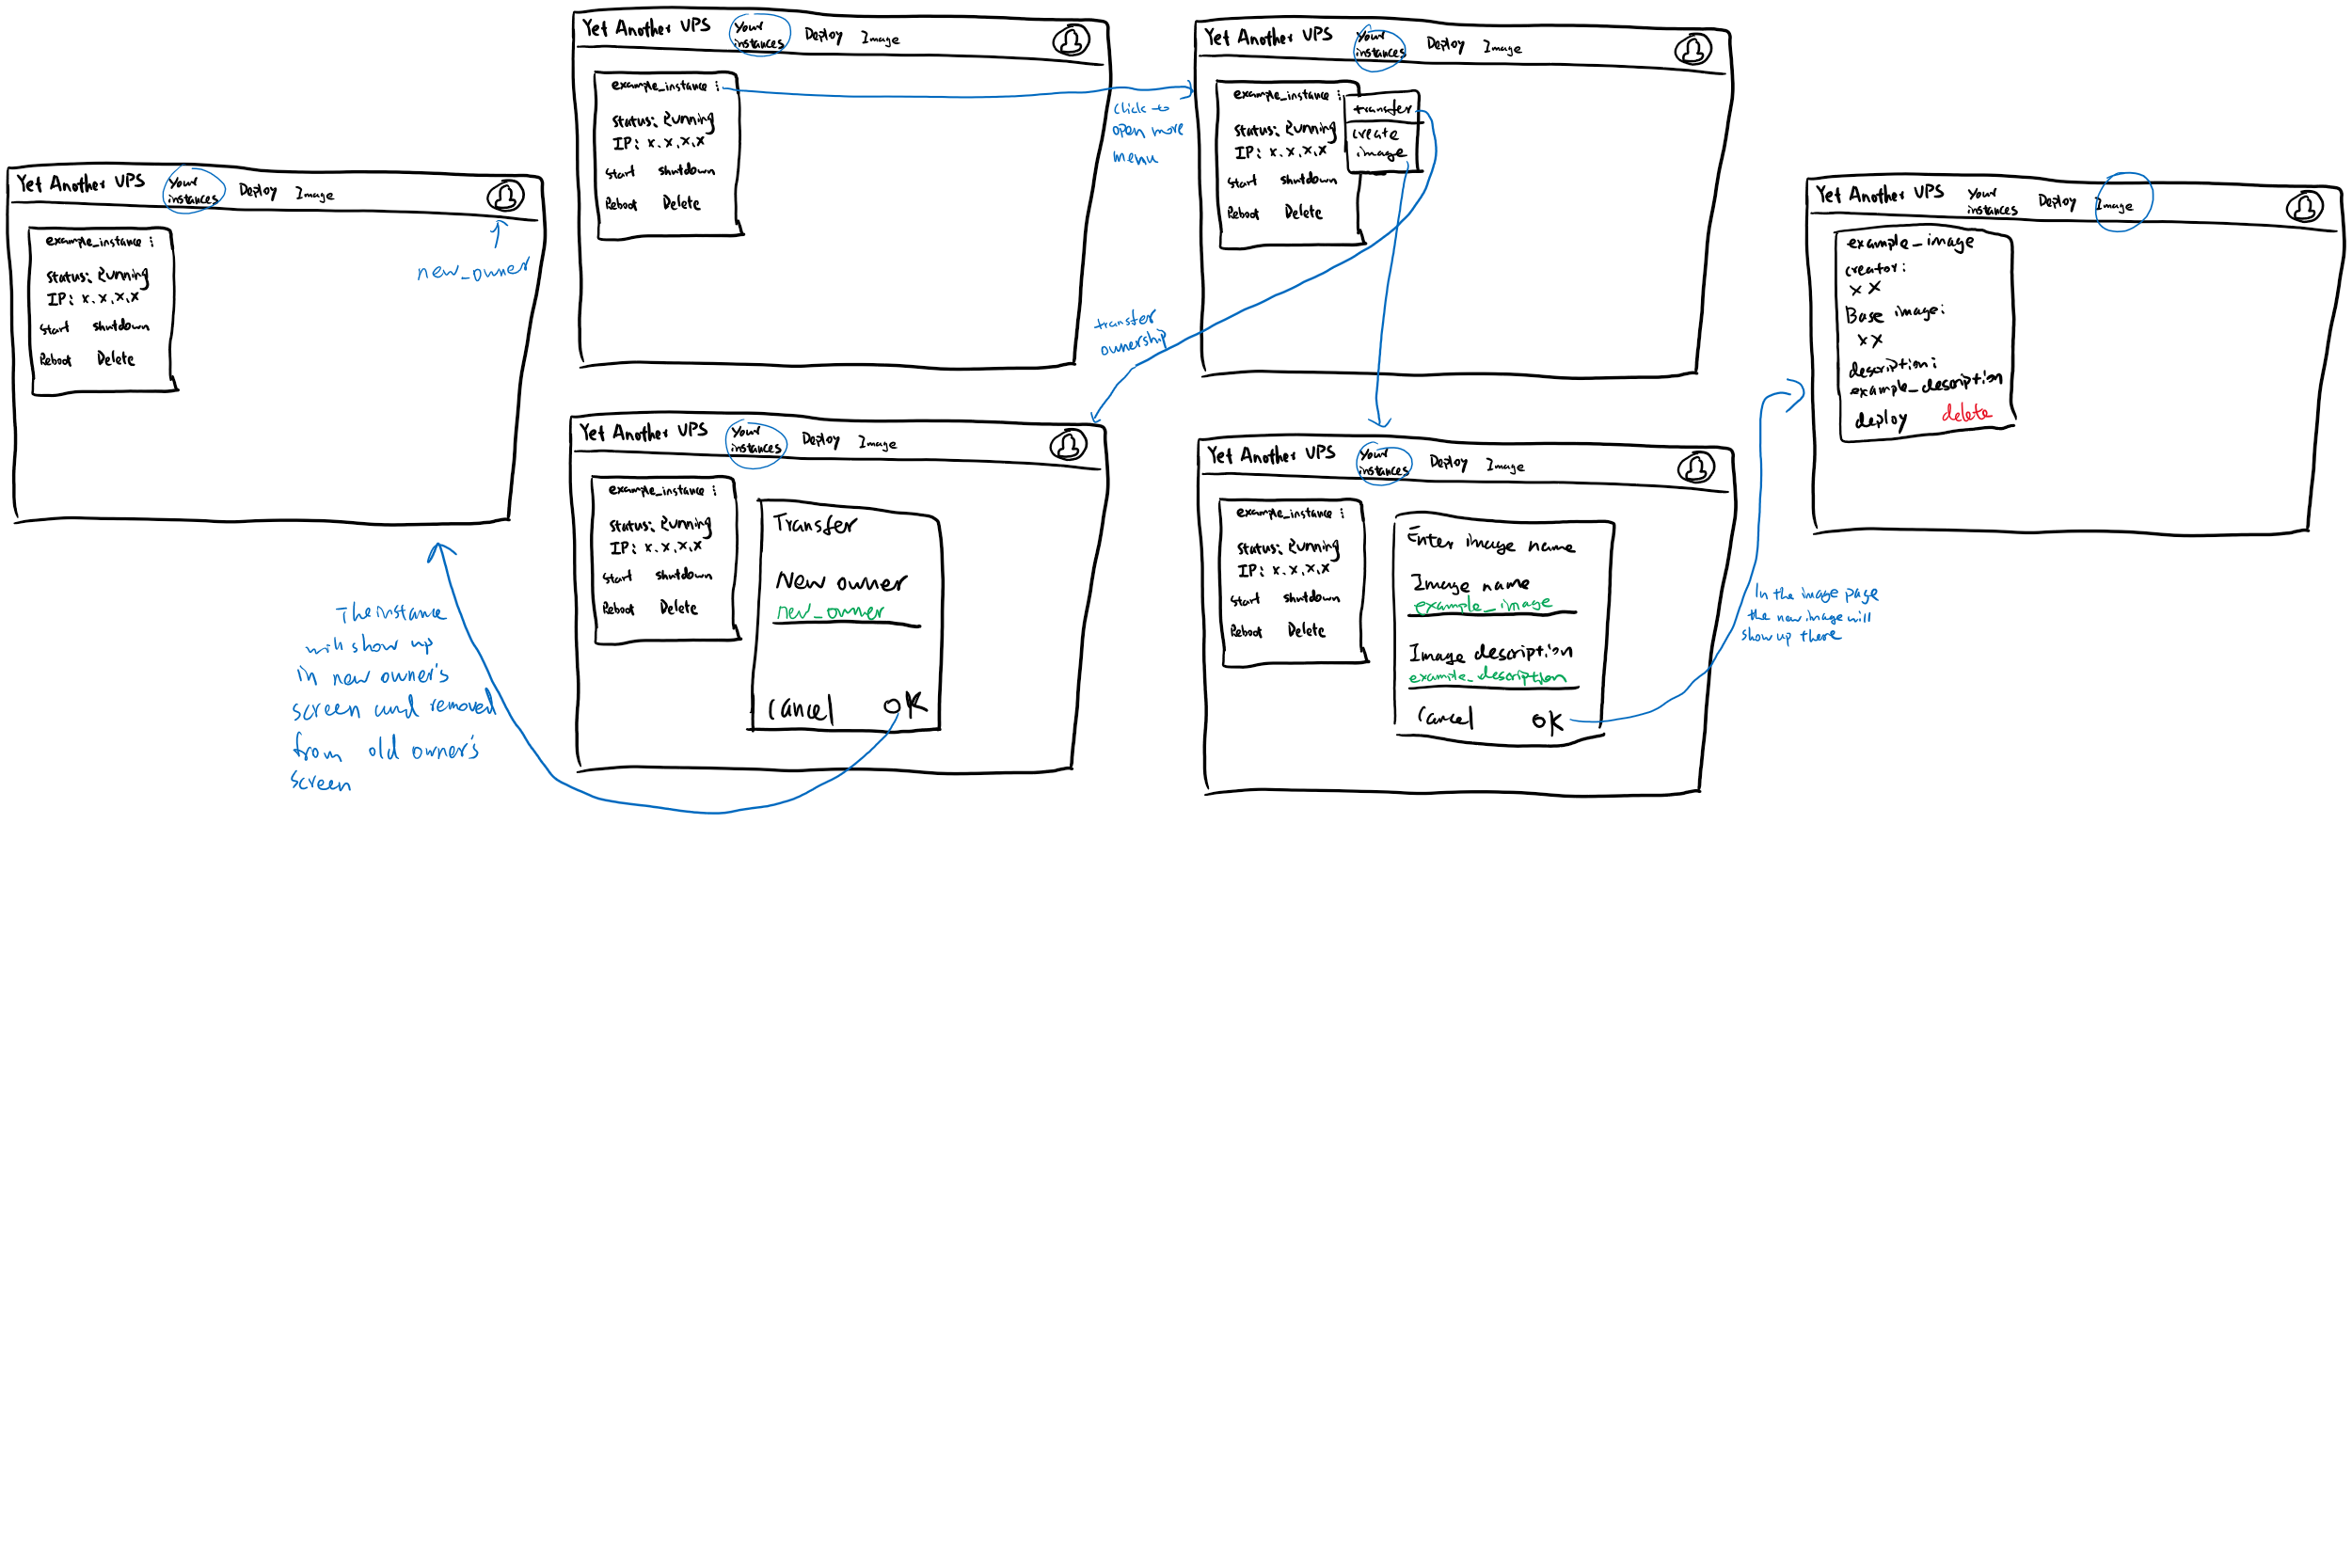 Yet Another VPS Your instances Deploy Image
example_instance :
Status: Running
IP: x.x.x.x
Start shutdown
Reboot Delete
new_owner
Yet Another VPS Your instances Deploy Image
example_instance :
Status: Running
IP: x.x.x.x
Start shutdown
Reboot Delete
click to
open more
menu
Yet Another VPS Your instances Deploy Image
example_instance :
Status: Running
IP: x.x.x.x
Start shutdown
Reboot Delete
transfer
create
image
transfer
ownership
Yet Another VPS Your instances Deploy Image
example_instance :
Status: Running
IP: x.x.x.x
Start shutdown
Reboot Delete
Transfer
New owner
new_owner
Cancel OK
The instance
will show up
in new owner's
screen and removed
from old owner's
screen
Yet Another VPS Your instances Deploy Image
example_instance :
Status: Running
IP: x.x.x.x
Start shutdown
Reboot Delete
Enter image name
Image name
example_image
Image description
example_description
Cancel OK
In the image page
the new image will
show up there
Yet Another VPS Your instances Deploy Image
example_image
creator:
xx
Base image:
xx
description:
example_description
deploy delete